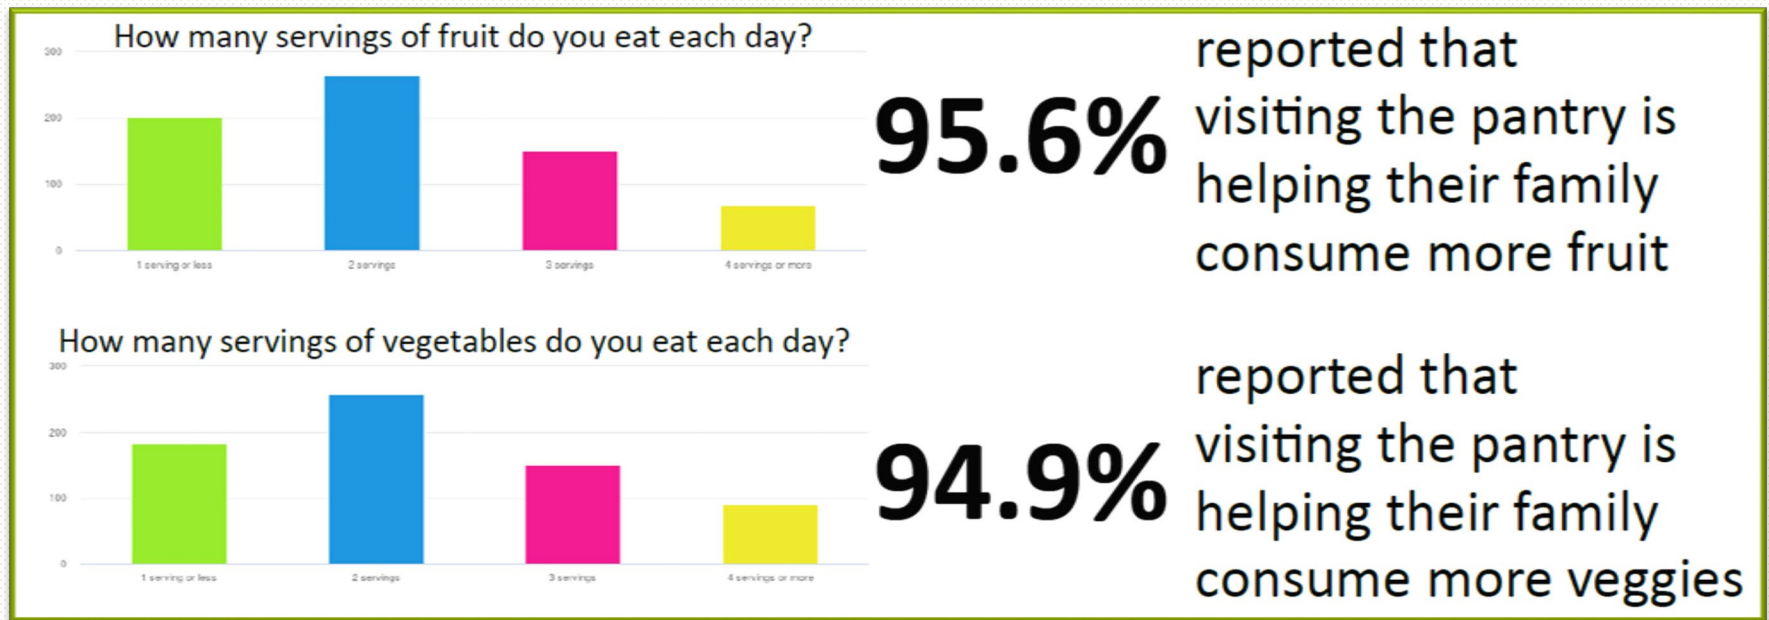 How many servings of fruit do you eat each day?
300
200
100
0
1 serving or less
2 servings
3 servings
4 servings or more
95.6%
reported that
visiting the pantry is
helping their family
consume more fruit
How many servings of vegetables do you eat each day?
300
200
100
0
1 serving or less
2 servings
3 servings
4 servings or more
94.9%
reported that
visiting the pantry is
helping their family
consume more veggies